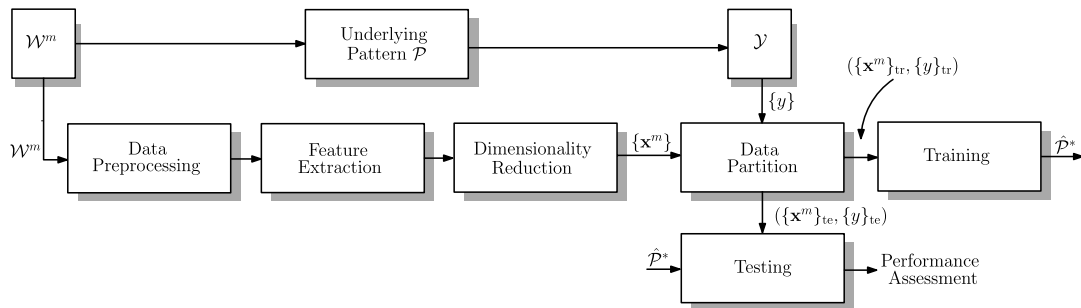 𝒲^m
Underlying
Pattern 𝒫
𝒴
({𝐱^m}_tr, {y}_tr)
{y}
𝒲^m
Data
Preprocessing
Feature
Extraction
Dimensionality
Reduction
{𝐱^m}
Data
Partition
Training
𝒫̂*
({𝐱^m}_te, {y}_te)
𝒫̂*
Testing
Performance
Assessment